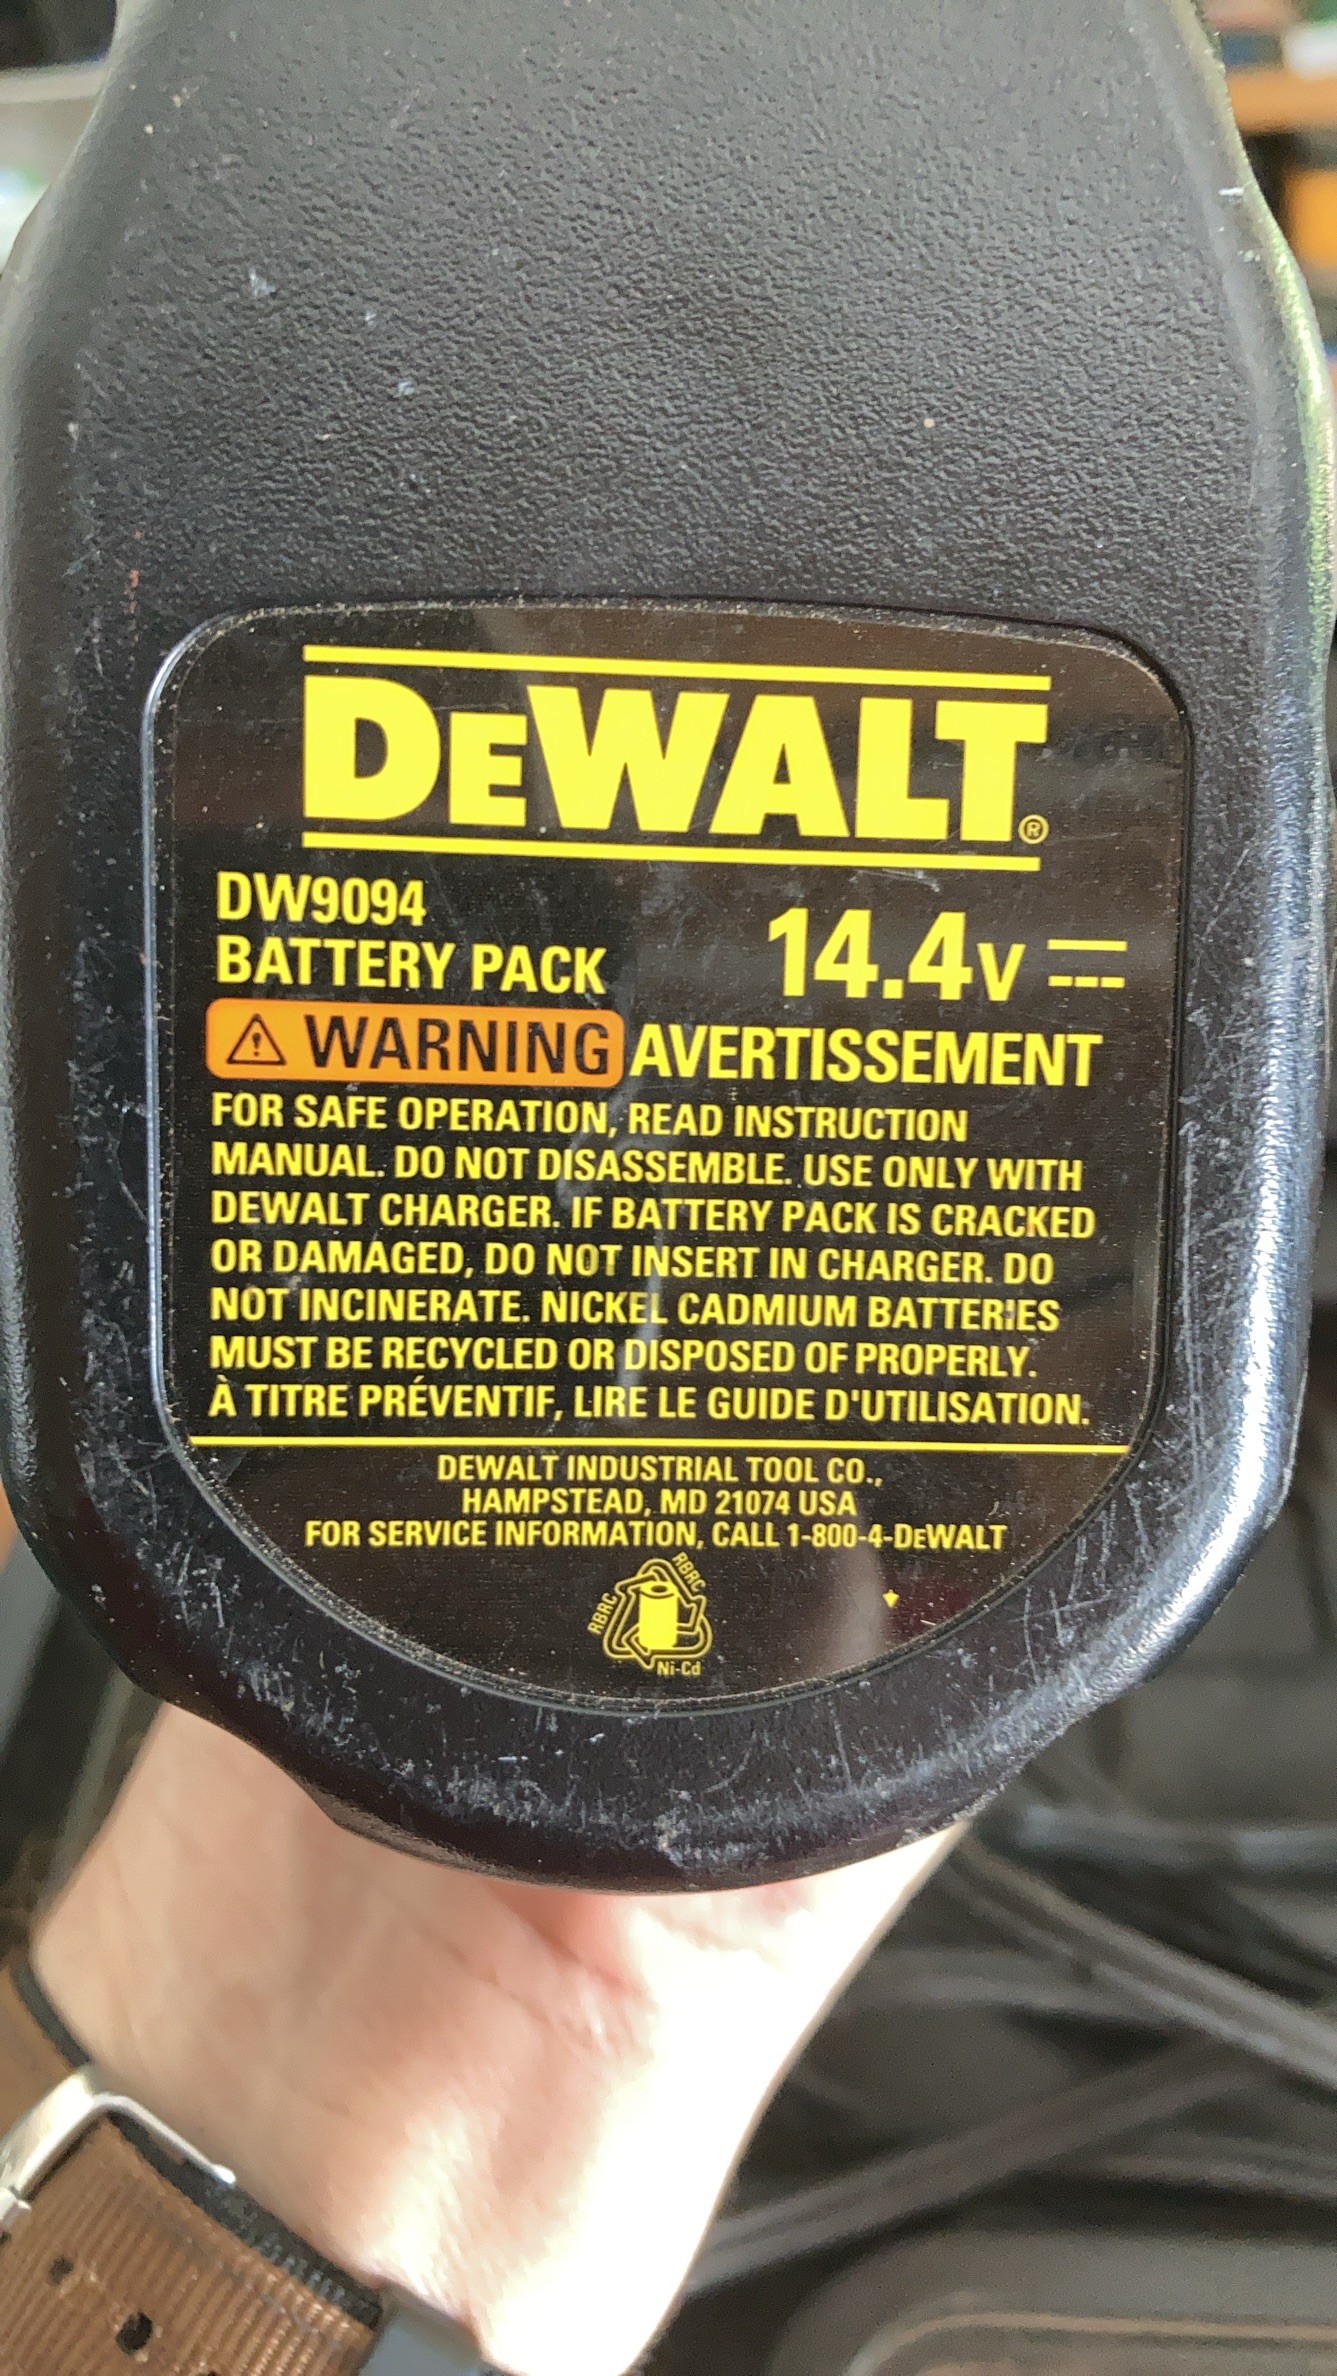 DEWALT®
DW9094
BATTERY PACK
14.4V
⚠ WARNING AVERTISSEMENT
FOR SAFE OPERATION, READ INSTRUCTION
MANUAL. DO NOT DISASSEMBLE. USE ONLY WITH
DEWALT CHARGER. IF BATTERY PACK IS CRACKED
OR DAMAGED, DO NOT INSERT IN CHARGER. DO
NOT INCINERATE. NICKEL CADMIUM BATTERIES
MUST BE RECYCLED OR DISPOSED OF PROPERLY.
À TITRE PRÉVENTIF, LIRE LE GUIDE D'UTILISATION.
DEWALT INDUSTRIAL TOOL CO.,
HAMPSTEAD, MD 21074 USA
FOR SERVICE INFORMATION, CALL 1-800-4-DEWALT
RBRC
RBRC
Ni-Cd